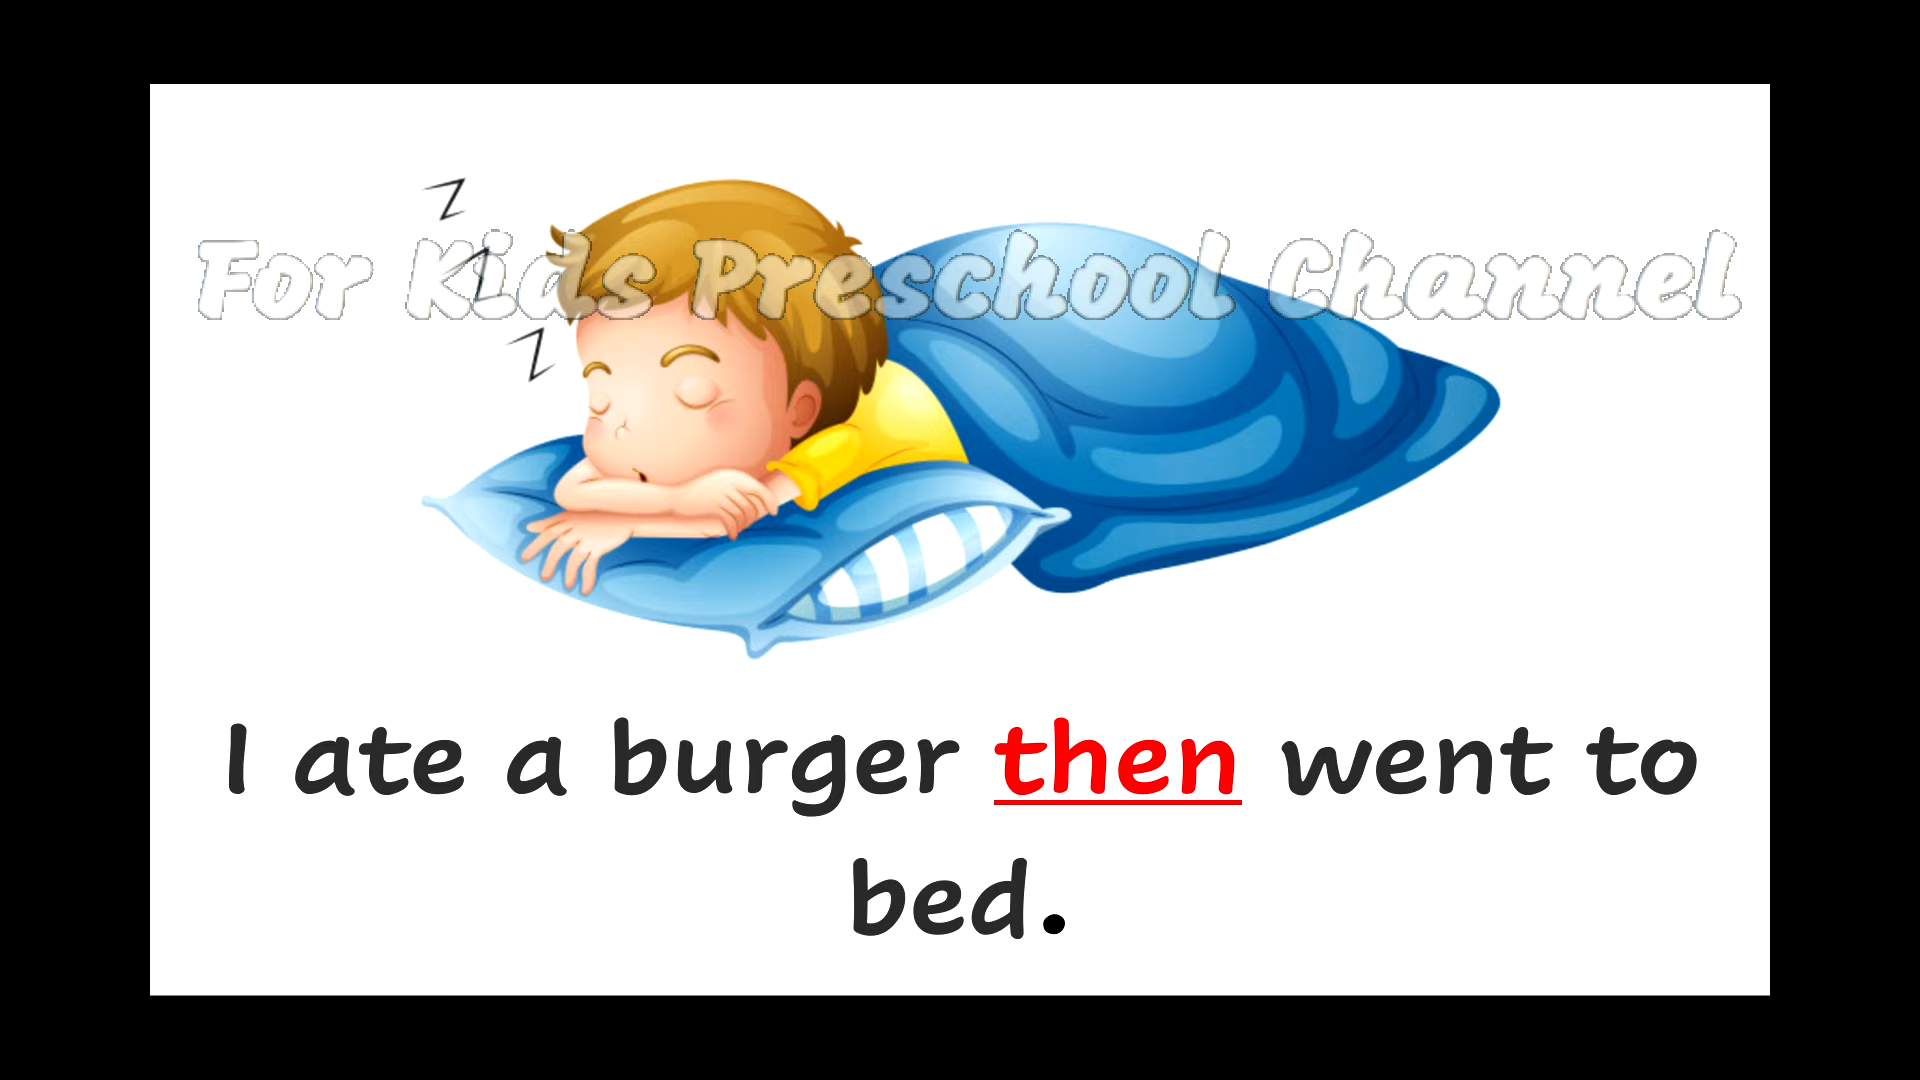 Z
For Kids Preschool Channel
Z
Z
I ate a burger then went to
bed.